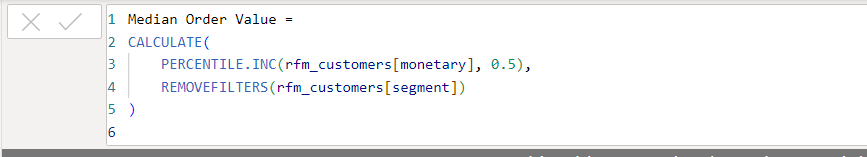 1 Median Order Value =
2 CALCULATE(
3 PERCENTILE.INC(rfm_customers[monetary], 0.5),
4 REMOVEFILTERS(rfm_customers[segment])
5 )
6